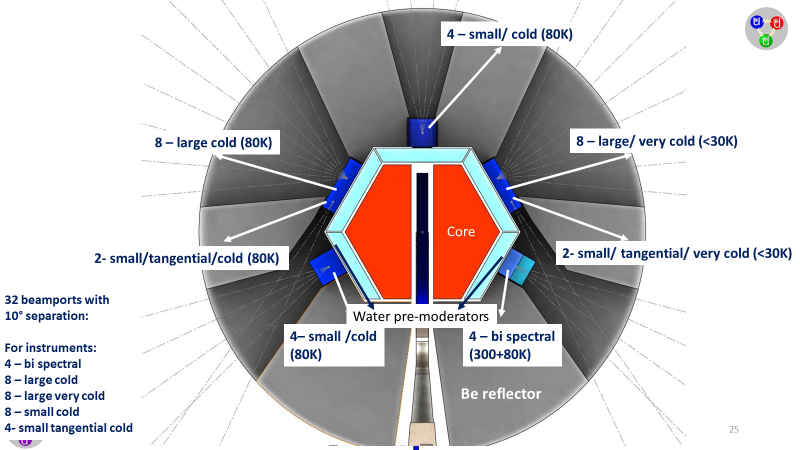 4 – small/ cold (80K)
8 – large cold (80K)
8 – large/ very cold (<30K)
Core
2- small/tangential/cold (80K)
2- small/ tangential/ very cold (<30K)
32 beamports with
10° separation:
Water pre-moderators
4– small /cold
(80K)
4 – bi spectral
(300+80K)
For instruments:
4 – bi spectral
8 – large cold
8 – large very cold
8 – small cold
4- small tangential cold
Be reflector
25
u
d
d
d